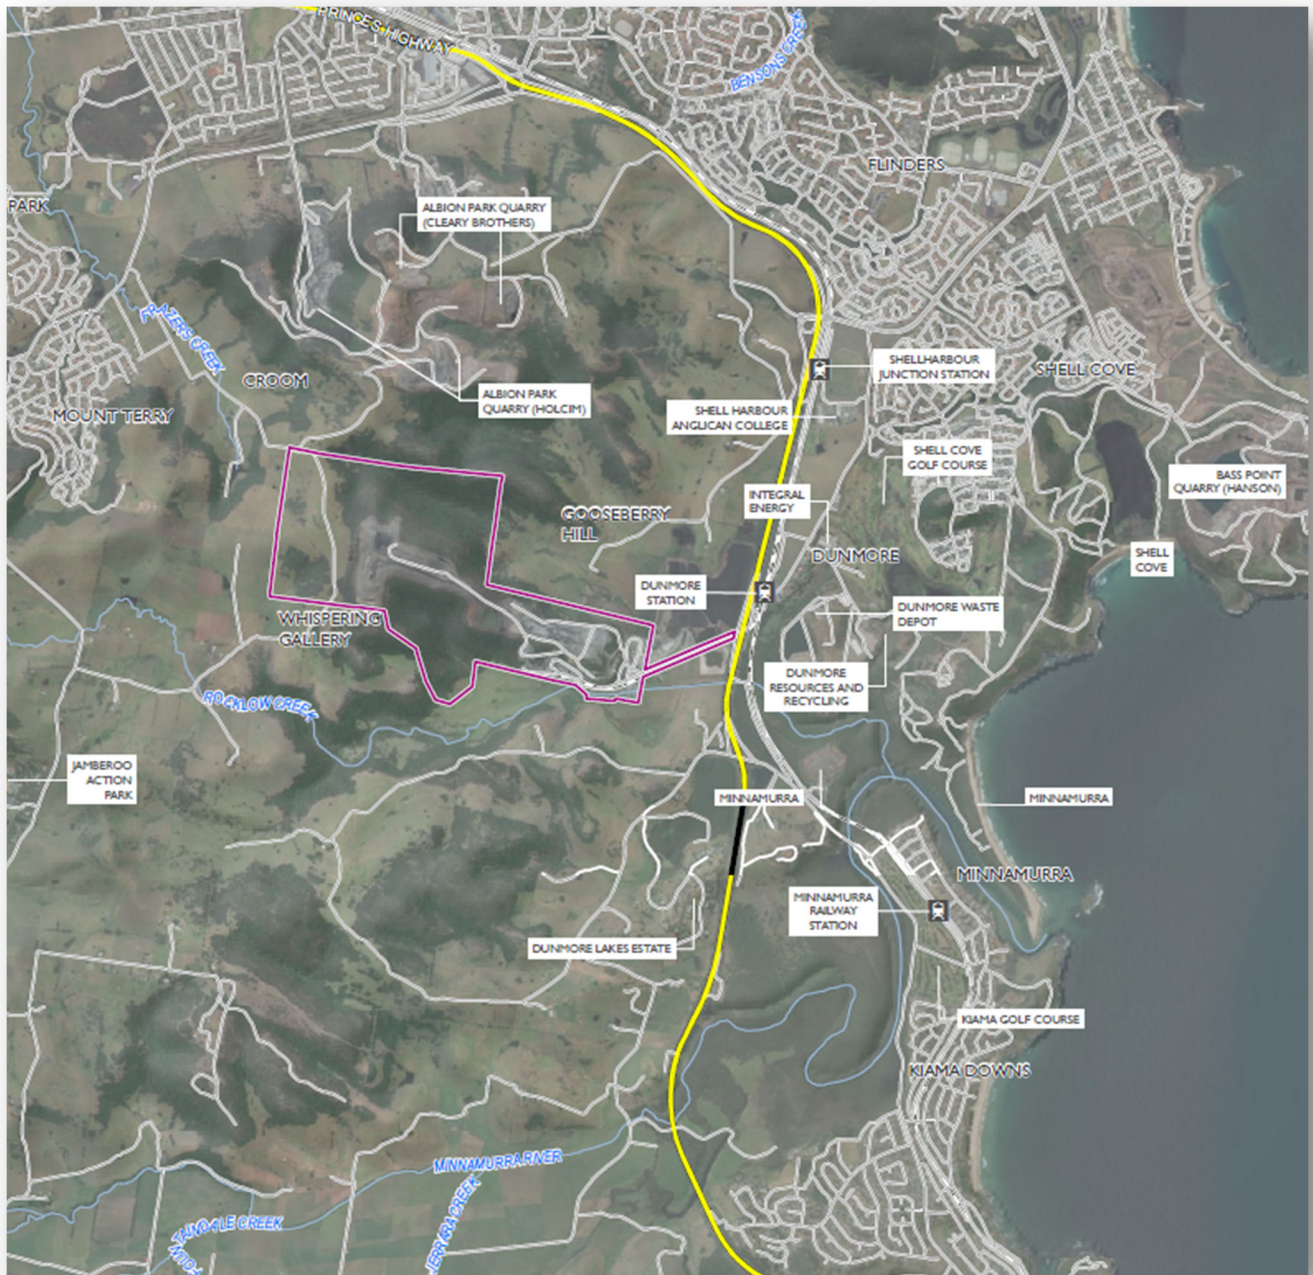 PRINCES HIGHWAY
BENSONS CREEK
FLINDERS
PARK
ALBION PARK QUARRY
(CLEARY BROTHERS)
FRAZERS CREEK
CROOM
MOUNT TERRY
ALBION PARK
QUARRY (HOLCIM)
SHELLHARBOUR
JUNCTION STATION
SHELL COVE
SHELL HARBOUR
ANGLICAN COLLEGE
SHELL COVE
GOLF COURSE
BASS POINT
QUARRY (HANSON)
INTEGRAL
ENERGY
GOOSEBERRY
HILL
DUNMORE
SHELL
COVE
DUNMORE
STATION
DUNMORE WASTE
DEPOT
WHISPERING
GALLERY
DUNMORE
RESOURCES AND
RECYCLING
ROCKLOW CREEK
JAMBEROO
ACTION
PARK
MINNAMURRA
MINNAMURRA
MINNAMURRA
MINNAMURRA
RAILWAY
STATION
DUNMORE LAKES ESTATE
KIAMA GOLF COURSE
KIAMA DOWNS
MINNAMURRA RIVER
JERRARA CREEK